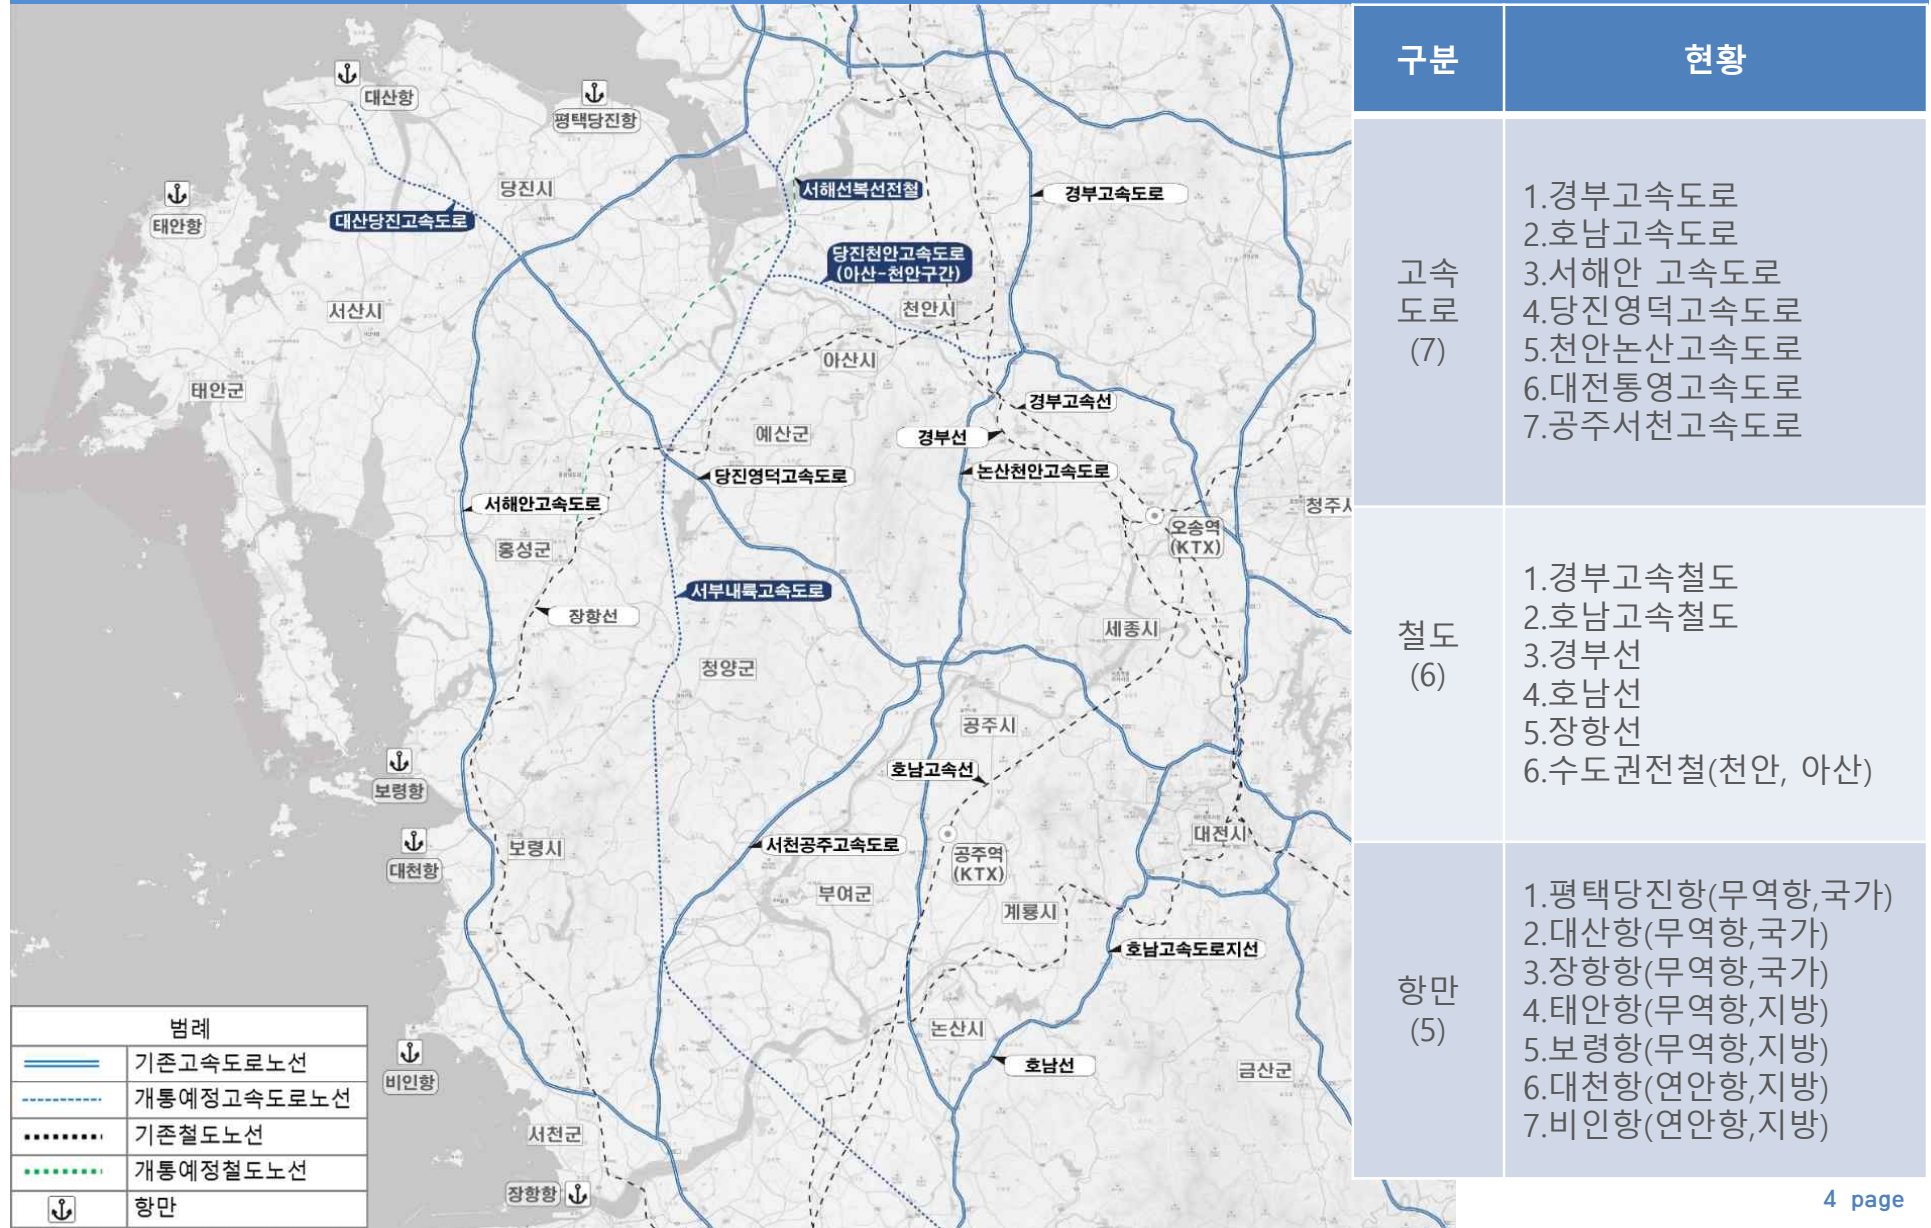 대산항
평택당진항
태안항
당진시
서해선복선전철
경부고속도로
대산당진고속도로
당진천안고속도로
(아산-천안구간)
서산시
천안시
아산시
태안군
경부고속선
예산군
경부선
당진영덕고속도로
논산천안고속도로
서해안고속도로
청주시
오송역
(KTX)
홍성군
서부내륙고속도로
장항선
세종시
청양군
공주시
호남고속선
보령항
대천항
보령시
서천공주고속도로
공주역
(KTX)
대전시
부여군
계룡시
호남고속도로지선
논산시
호남선
금산군
비인항
서천군
장항항
범례
기존고속도로노선
개통예정고속도로노선
기존철도노선
개통예정철도노선
항만
구분 현황
고속
도로
(7)
1.경부고속도로
2.호남고속도로
3.서해안 고속도로
4.당진영덕고속도로
5.천안논산고속도로
6.대전통영고속도로
7.공주서천고속도로
철도
(6)
1.경부고속철도
2.호남고속철도
3.경부선
4.호남선
5.장항선
6.수도권전철(천안, 아산)
항만
(5)
1.평택당진항(무역항,국가)
2.대산항(무역항,국가)
3.장항항(무역항,국가)
4.태안항(무역항,지방)
5.보령항(무역항,지방)
6.대천항(연안항,지방)
7.비인항(연안항,지방)
4 page